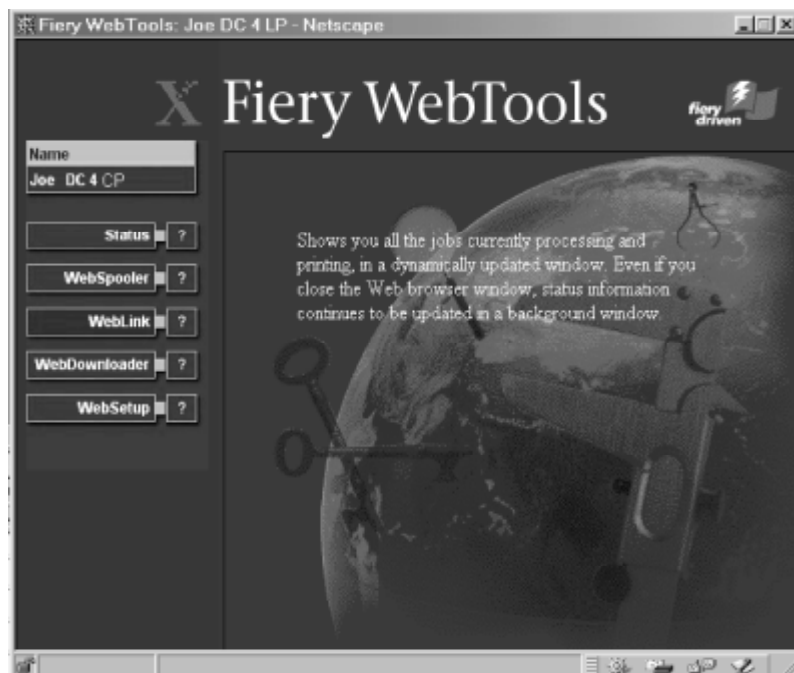 Fiery WebTools: Joe DC 4 LP - Netscape
X Fiery WebTools
fiery
driven
Name
Joe DC 4 CP
Status ?
WebSpooler ?
WebLink ?
WebDownloader ?
WebSetup ?
Shows you all the jobs currently processing and
printing, in a dynamically updated window. Even if you
close the Web browser window, status information
continues to be updated in a background window.